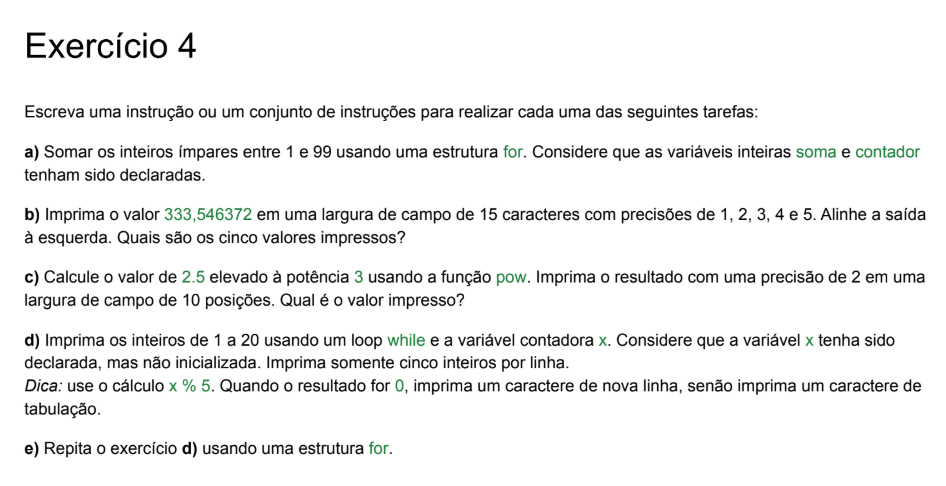 Exercício 4
Escreva uma instrução ou um conjunto de instruções para realizar cada uma das seguintes tarefas:
a) Somar os inteiros ímpares entre 1 e 99 usando uma estrutura for. Considere que as variáveis inteiras soma e contador
tenham sido declaradas.
b) Imprima o valor 333,546372 em uma largura de campo de 15 caracteres com precisões de 1, 2, 3, 4 e 5. Alinhe a saída
à esquerda. Quais são os cinco valores impressos?
c) Calcule o valor de 2.5 elevado à potência 3 usando a função pow. Imprima o resultado com uma precisão de 2 em uma
largura de campo de 10 posições. Qual é o valor impresso?
d) Imprima os inteiros de 1 a 20 usando um loop while e a variável contadora x. Considere que a variável x tenha sido
declarada, mas não inicializada. Imprima somente cinco inteiros por linha.
Dica: use o cálculo x % 5. Quando o resultado for 0, imprima um caractere de nova linha, senão imprima um caractere de
tabulação.
e) Repita o exercício d) usando uma estrutura for.